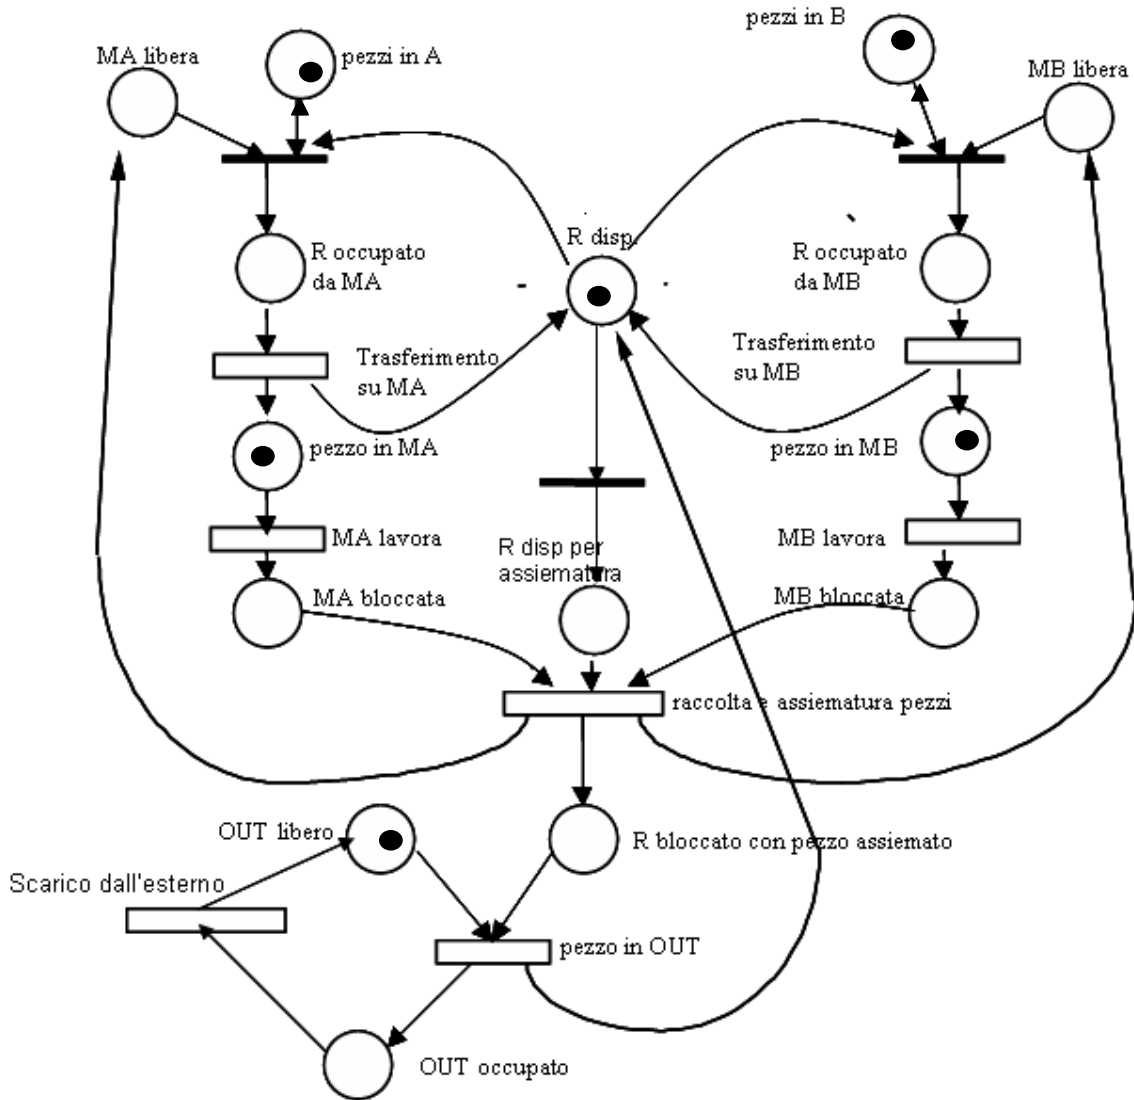 pezzi in B
MA libera
pezzi in A
MB libera
R disp.
R occupato
da MA
R occupato
da MB
Trasferimento
su MA
Trasferimento
su MB
pezzo in MA
pezzo in MB
MA lavora
R disp per
assiematura
MB lavora
MA bloccata
MB bloccata
raccolta e assiematura pezzi
OUT libero
R bloccato con pezzo assiemato
Scarico dall'esterno
pezzo in OUT
OUT occupato